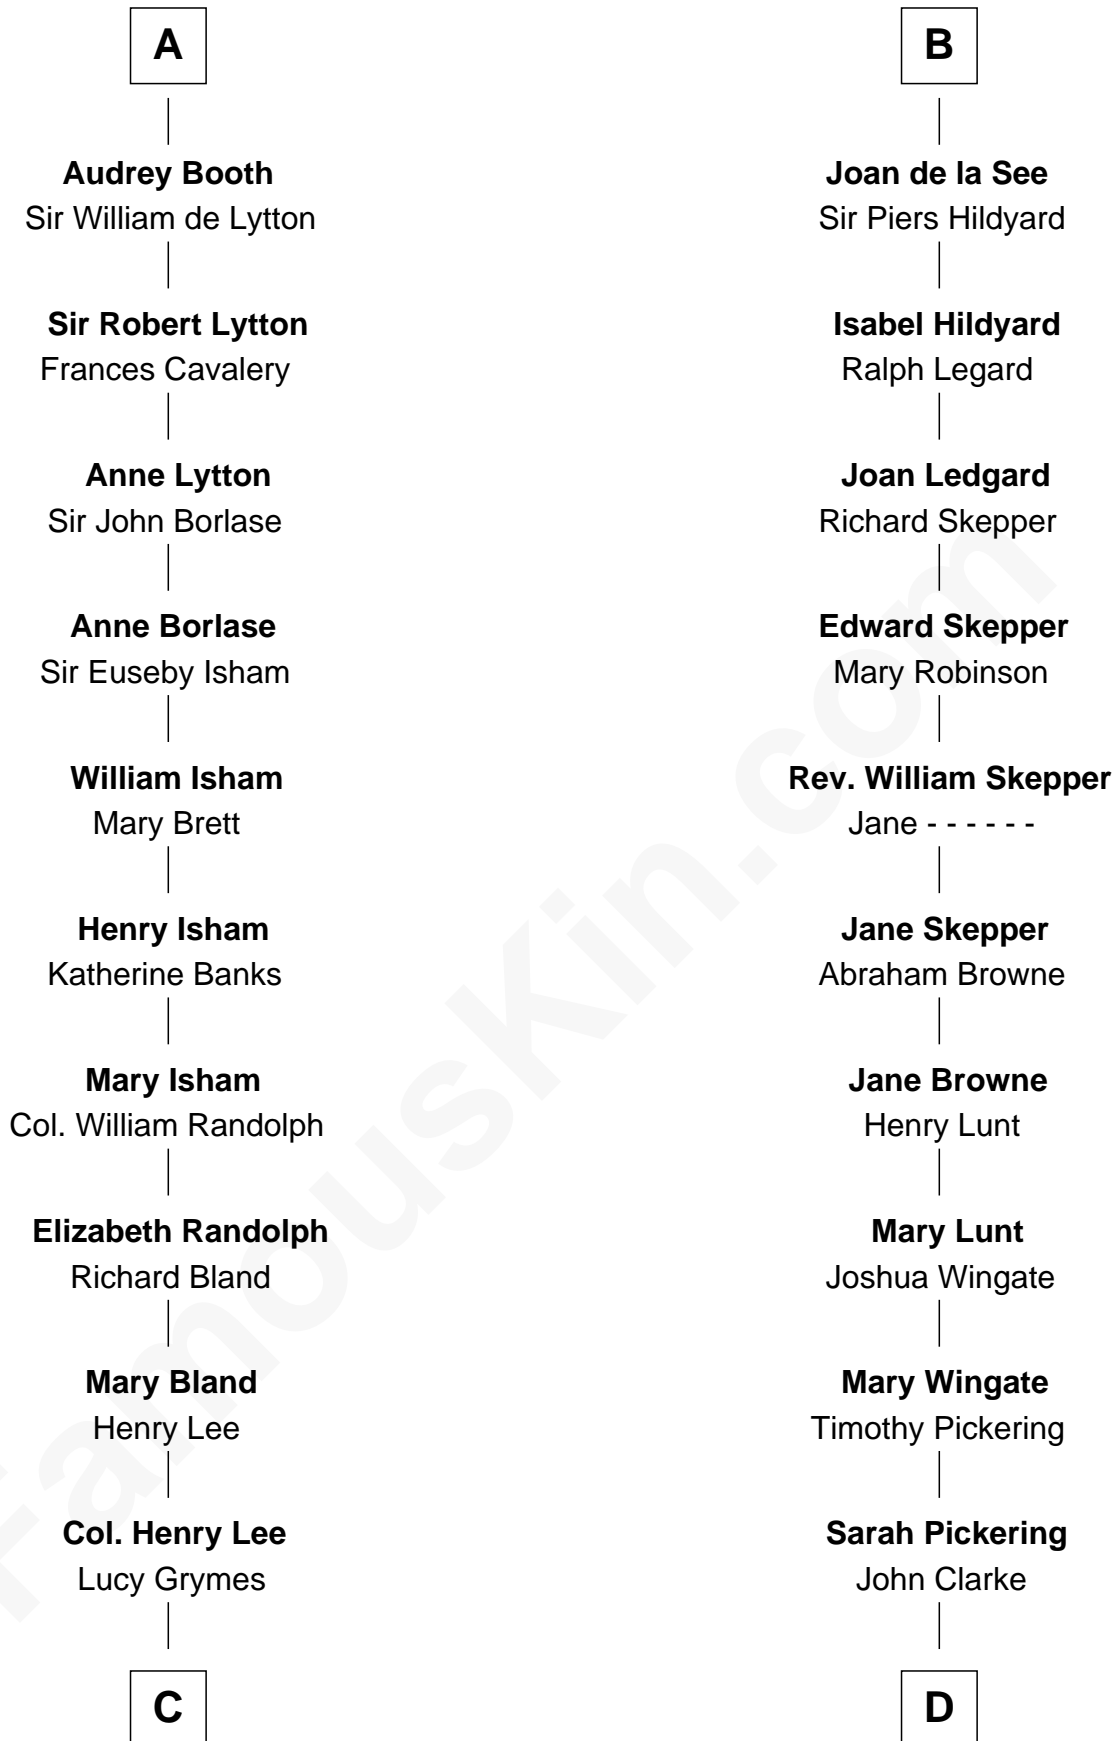 A
Audrey Booth
Sir William de Lytton
Sir Robert Lytton
Frances Cavalery
Anne Lytton
Sir John Borlase
Anne Borlase
Sir Euseby Isham
William Isham
Mary Brett
Henry Isham
Katherine Banks
Mary Isham
Col. William Randolph
Elizabeth Randolph
Richard Bland
Mary Bland
Henry Lee
Col. Henry Lee
Lucy Grymes
C
B
Joan de la See
Sir Piers Hildyard
Isabel Hildyard
Ralph Legard
Joan Ledgard
Richard Skepper
Edward Skepper
Mary Robinson
Rev. William Skepper
Jane - - - - - -
Jane Skepper
Abraham Browne
Jane Browne
Henry Lunt
Mary Lunt
Joshua Wingate
Mary Wingate
Timothy Pickering
Sarah Pickering
John Clarke
D
FamousKin.com